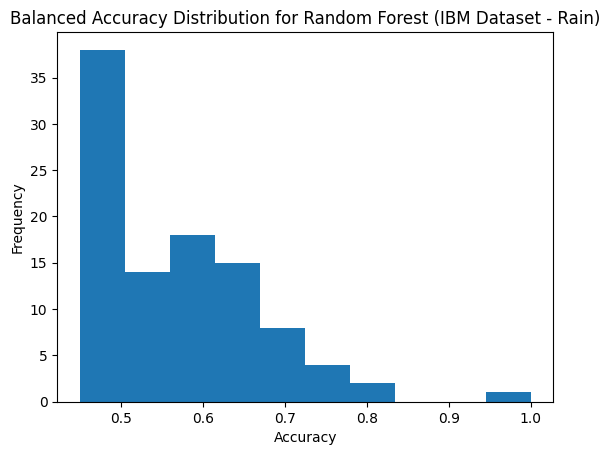 Balanced Accuracy Distribution for Random Forest (IBM Dataset - Rain)
35
30
25
20
15
10
5
0
Frequency
0.5 0.6 0.7 0.8 0.9 1.0
Accuracy